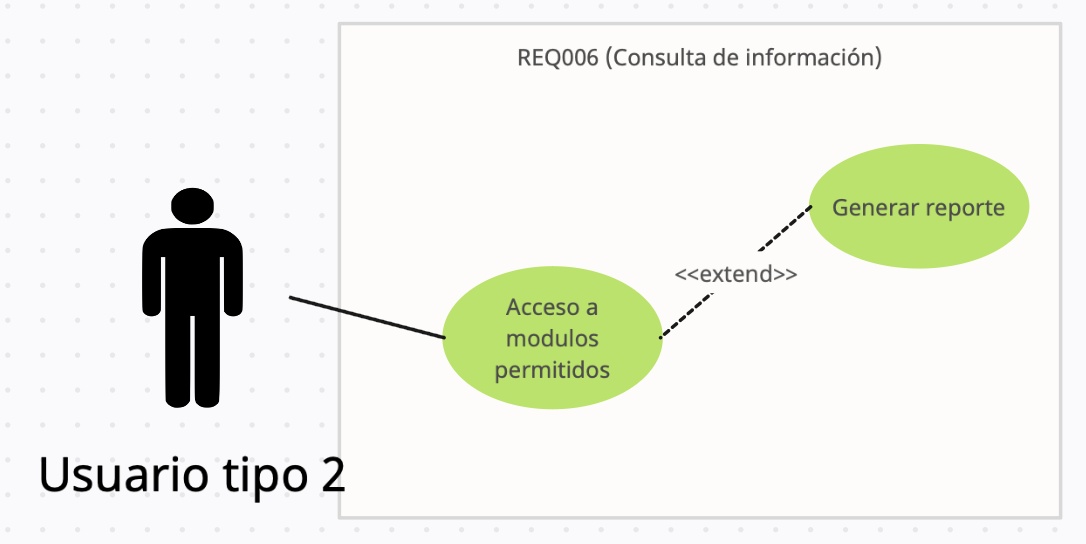 REQ006 (Consulta de información)
Generar reporte
<<extend>>
Acceso a
modulos
permitidos
Usuario tipo 2